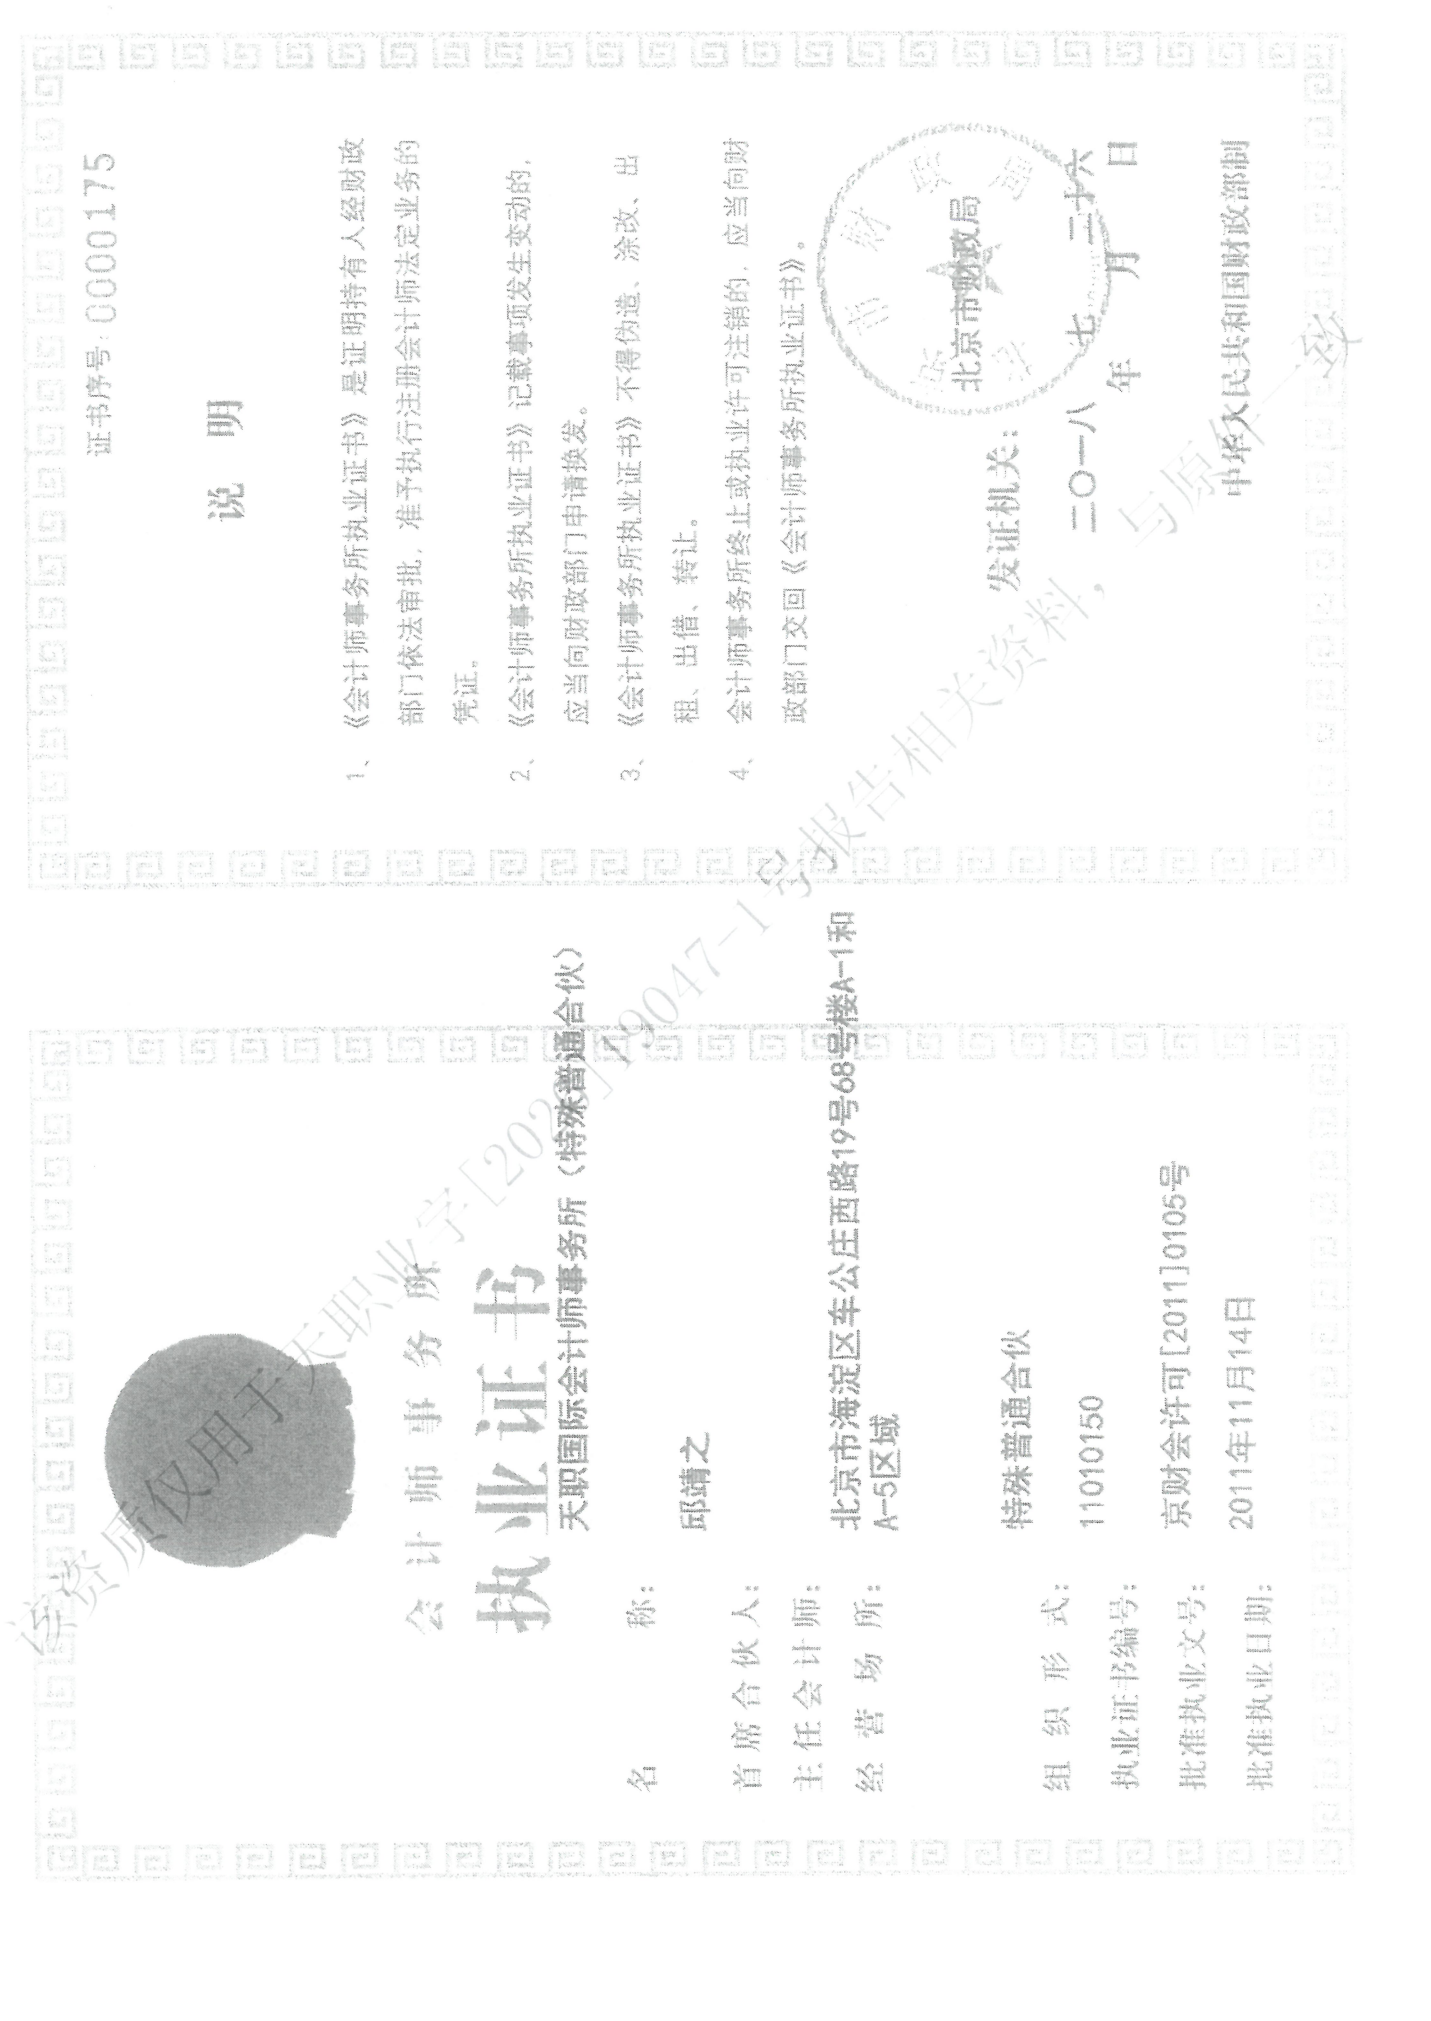 会计师事务所
执业证书
名称：
天职国际会计师事务所（特殊普通合伙）
首席合伙人：
邱靖之
主任会计师：
经营场所：
北京市海淀区车公庄西路19号68号楼A-1和
A-5区域
组织形式：
特殊普通合伙
执业证书编号：
11010150
批准执业文号：
京财会许可[2011]0105号
批准执业日期：
2011年11月14日
证书序号：0000175
说明
1、《会计师事务所执业证书》是证明持有人经财政
部门依法审批，准予执行注册会计师法定业务的
凭证。
2、《会计师事务所执业证书》记载事项发生变动的，
应当向财政部门申请换发。
3、《会计师事务所执业证书》不得伪造、涂改、出
租、出借、转让。
4、会计师事务所终止或执业许可注销的，应当向财
政部门交回《会计师事务所执业证书》。
发证机关：
北京市财政局
北京市财政局
二〇一八年七月二十六日
中华人民共和国财政部制
该资质仅用于天职业字[2020]19047-1号报告相关资料，与原件一致